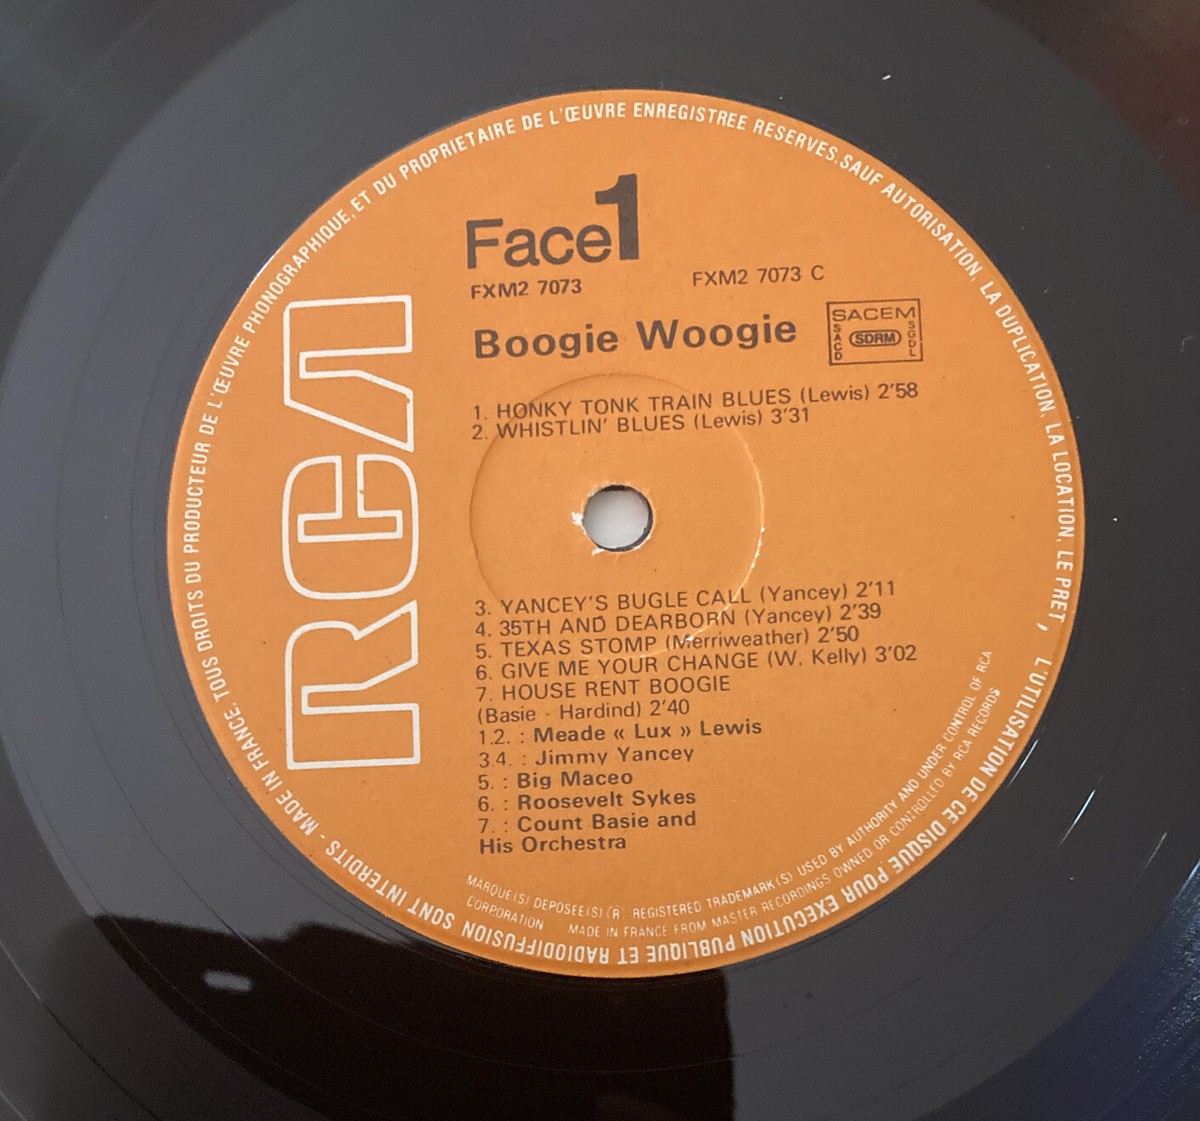 Face 1
FXM2 7073
FXM2 7073 C
Boogie Woogie
SACEM
SACD
SDRM
SGDL
1. HONKY TONK TRAIN BLUES (Lewis) 2'58
2. WHISTLIN' BLUES (Lewis) 3'31
3. YANCEY'S BUGLE CALL (Yancey) 2'11
4. 35TH AND DEARBORN (Yancey) 2'39
5. TEXAS STOMP (Merriweather) 2'50
6. GIVE ME YOUR CHANGE (W. Kelly) 3'02
7. HOUSE RENT BOOGIE
(Basie - Hardind) 2'40
1.2. : Meade « Lux » Lewis
3.4. : Jimmy Yancey
5. : Big Maceo
6. : Roosevelt Sykes
7. : Count Basie and
His Orchestra
RCA
MARQUE(S) DEPOSEE(S) ® REGISTERED TRADEMARK(S) USED BY AUTHORITY AND UNDER CONTROL OF RCA
CORPORATION MADE IN FRANCE FROM MASTER RECORDINGS OWNED OR CONTROLLED BY RCA RECORDS
MADE IN FRANCE. TOUS DROITS DU PRODUCTEUR DE L'ŒUVRE PHONOGRAPHIQUE, ET DU PROPRIETAIRE DE L'ŒUVRE ENREGISTREE RESERVES. SAUF AUTORISATION, LA DUPLICATION, LA LOCATION, LE PRET, L'UTILISATION DE CE DISQUE POUR EXECUTION PUBLIQUE ET RADIODIFFUSION SONT INTERDITS -